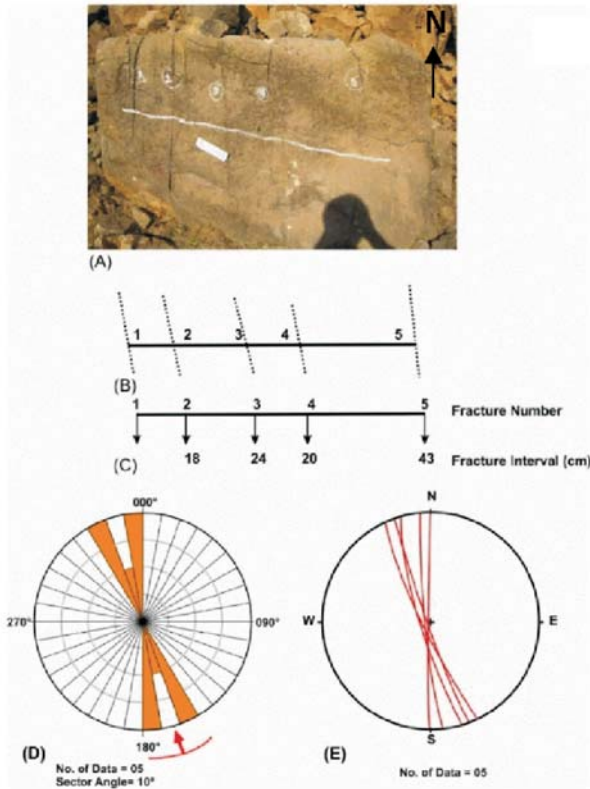 N
(A)
1 2 3 4 5
(B)
1 2 3 4 5 Fracture Number
(C) 18 24 20 43 Fracture Interval (cm)
000°
N
270° 090°
W E
180°
S
(D) (E)
No. of Data = 05
Sector Angle= 10°
No. of Data = 05